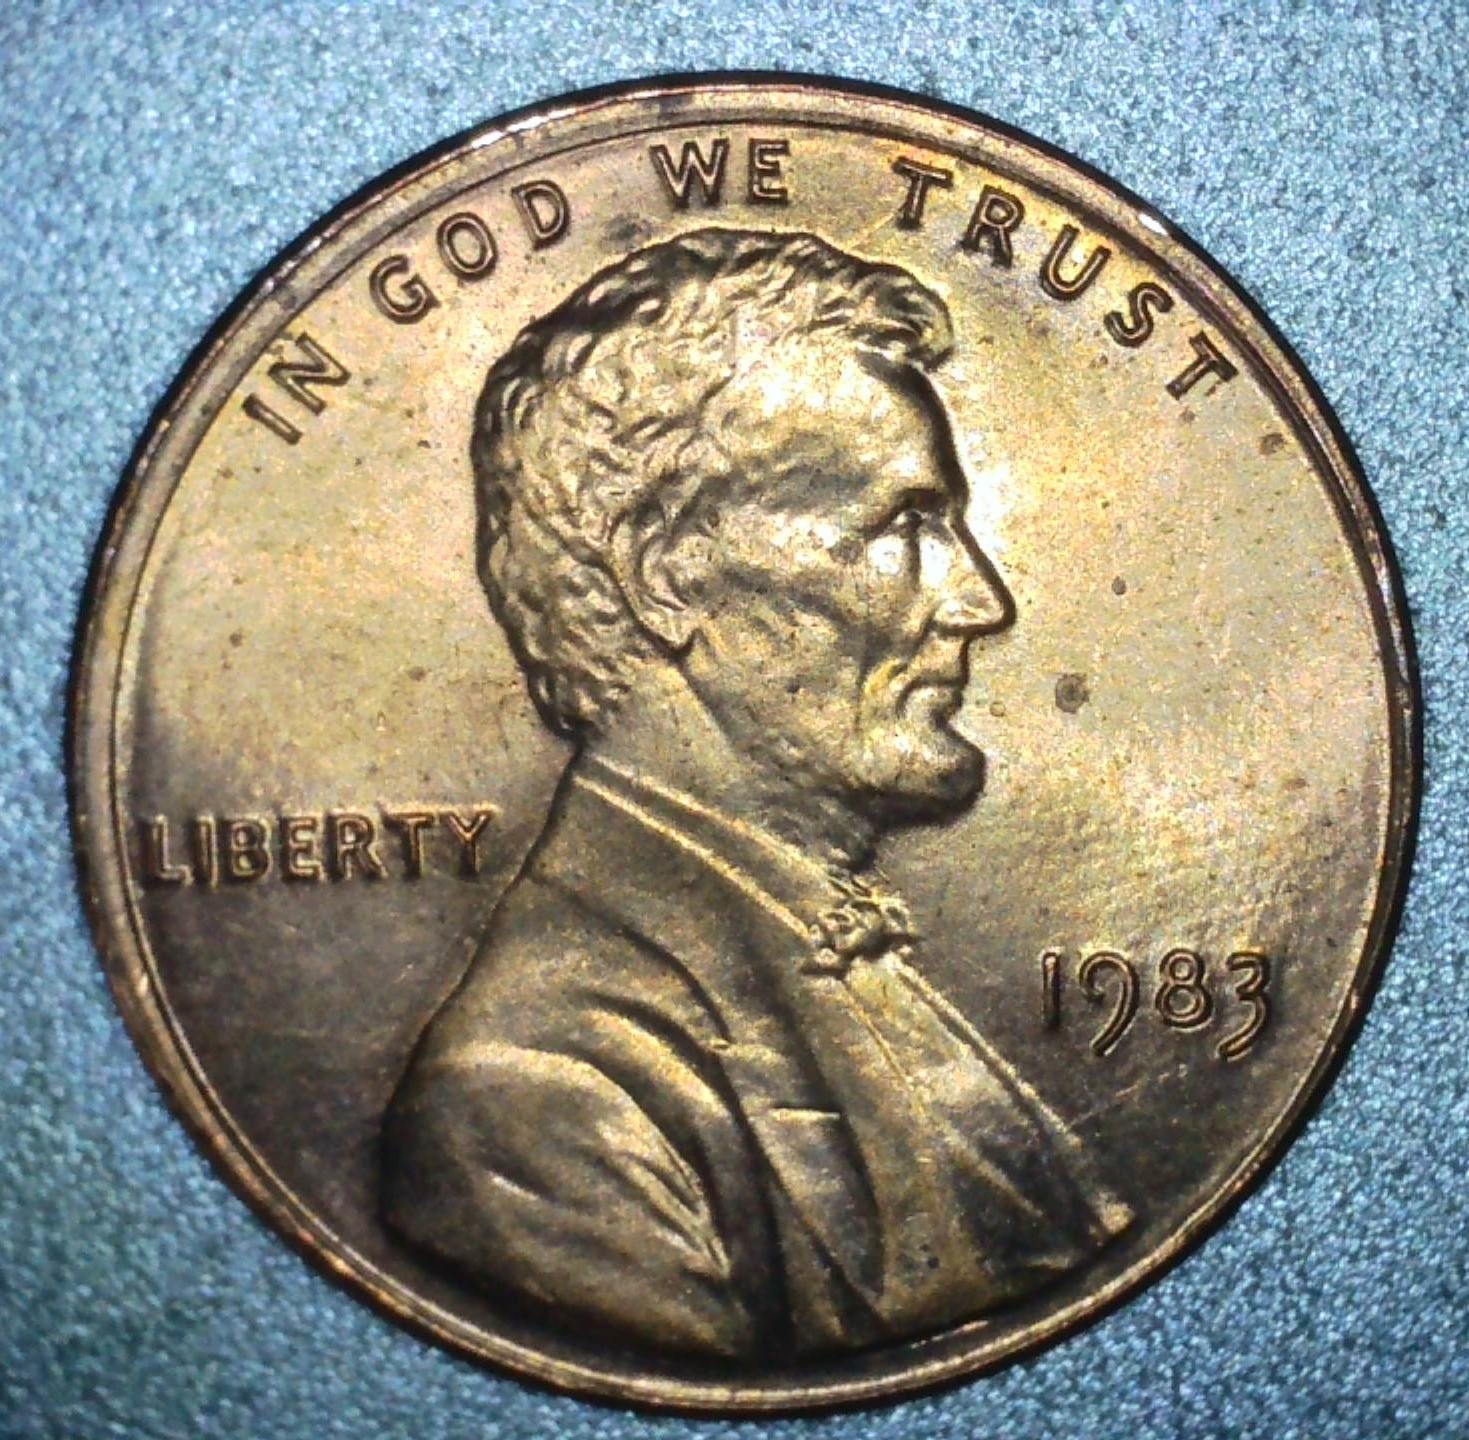 IN GOD WE TRUST
LIBERTY
1983